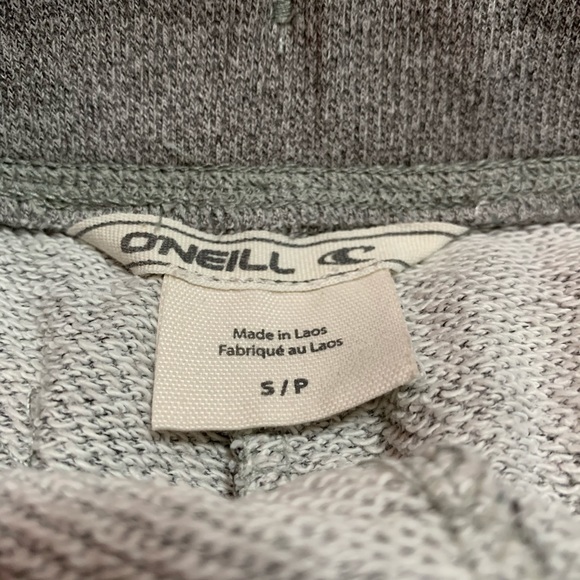 O'NEILL
Made in Laos
Fabriqué au Laos
S/P